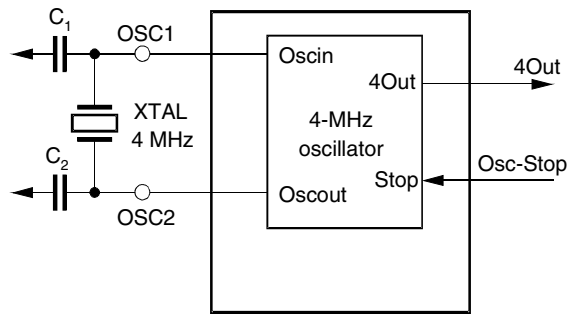 C1
OSC1
Oscin
4Out
4Out
XTAL
4 MHz
4-MHz
oscillator
C2
Osc-Stop
Stop
Oscout
OSC2